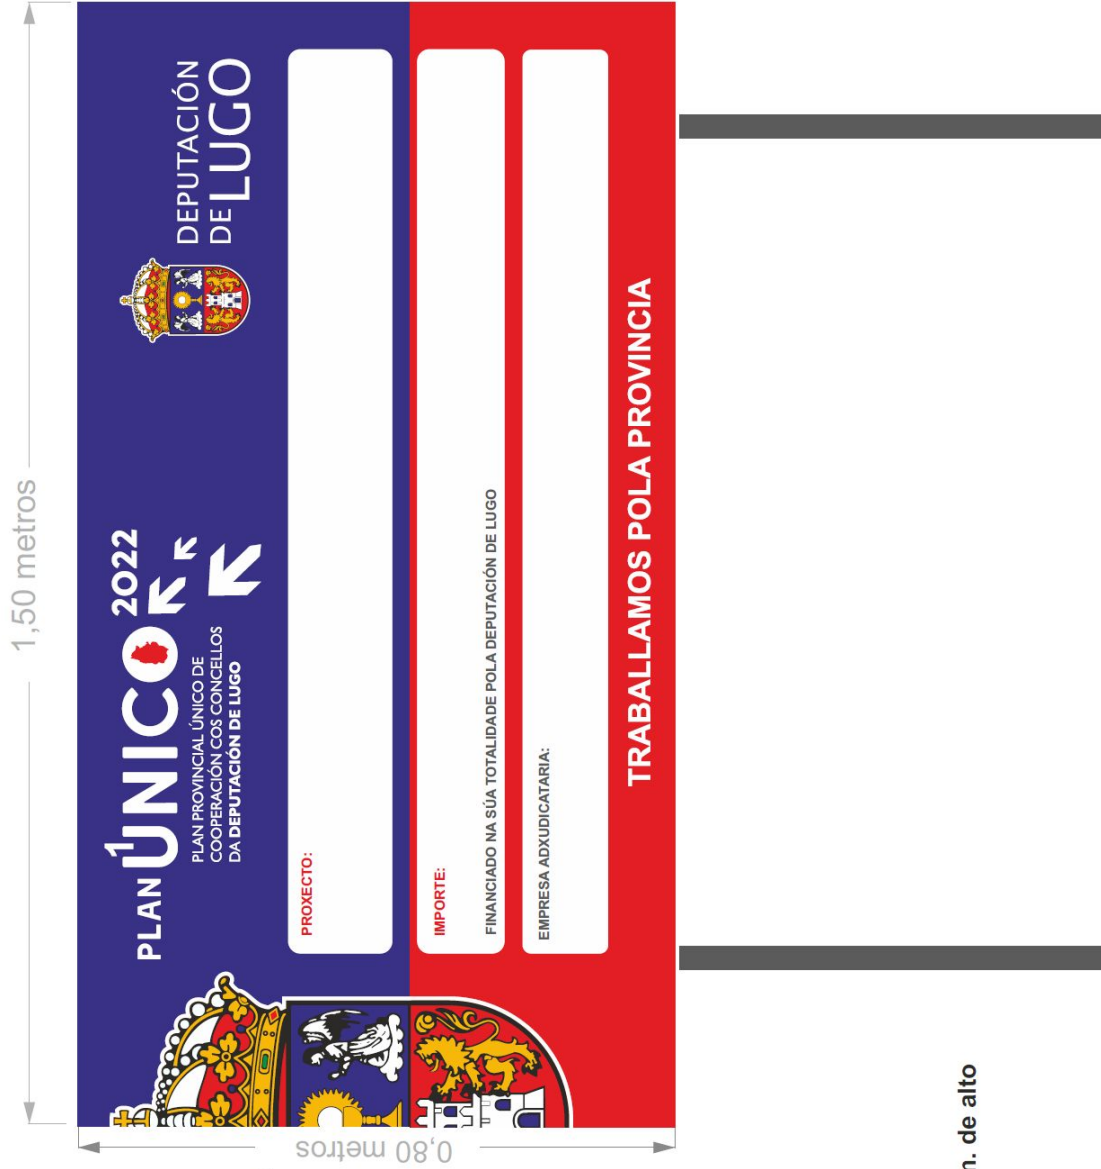 1,50 metros
PLAN ÚNICO 2022
PLAN PROVINCIAL ÚNICO DE
COOPERACIÓN COS CONCELLOS
DA DEPUTACIÓN DE LUGO
DEPUTACIÓN
DE LUGO
PROXECTO:
IMPORTE:
FINANCIADO NA SÚA TOTALIDADE POLA DEPUTACIÓN DE LUGO
EMPRESA ADXUDICATARIA:
TRABALLAMOS POLA PROVINCIA
0,80 metros
de alto